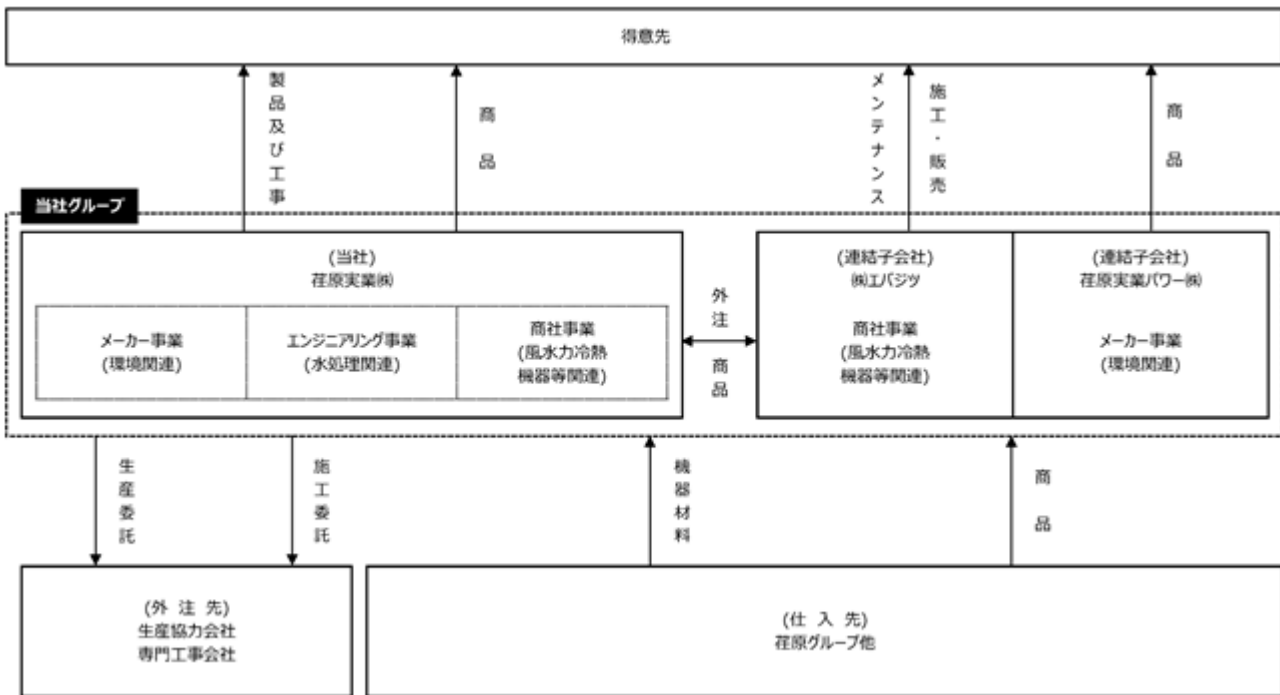 得意先
製品及び工事
商品
メンテナンス
施工・販売
商品
当社グループ
(当社)
荏原実業㈱
メーカー事業
(環境関連)
エンジニアリング事業
(水処理関連)
商社事業
(風水力冷熱
機器等関連)
外注
商品
(連結子会社)
㈱エバジツ
商社事業
(風水力冷熱
機器等関連)
(連結子会社)
荏原実業パワー㈱
メーカー事業
(環境関連)
生産委託
施工委託
機器材料
商品
(外 注 先)
生産協力会社
専門工事会社
(仕 入 先)
荏原グループ他